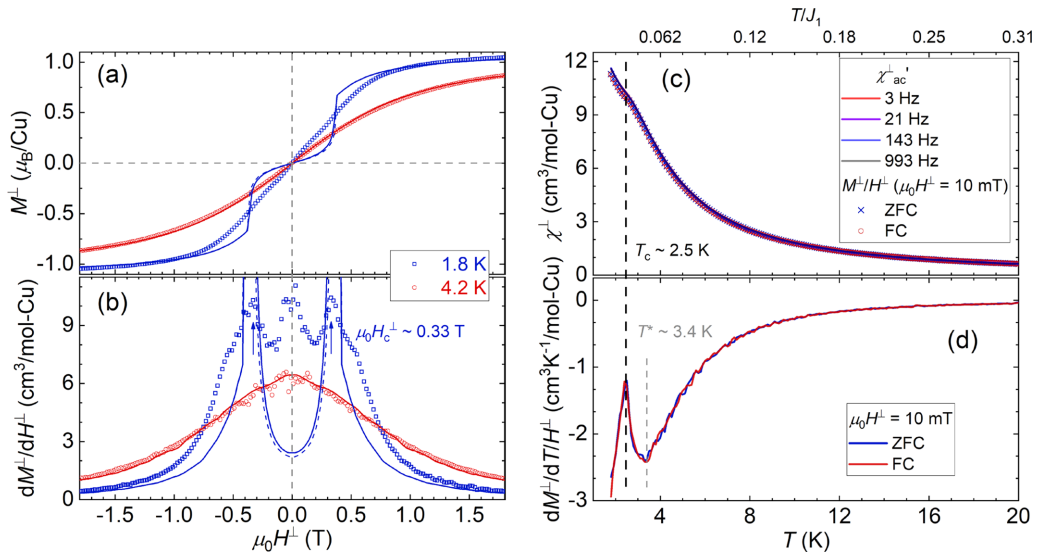 (a)
M⊥ (μB/Cu)
1.0
0.5
0.0
-0.5
-1.0
1.8 K
4.2 K
(b)
dM⊥/dH⊥ (cm3/mol-Cu)
9
6
3
0
μ0Hc⊥ ~ 0.33 T
-1.5 -1.0 -0.5 0.0 0.5 1.0 1.5
μ0H⊥ (T)
T/J1
0.062 0.12 0.19 0.25 0.31
(c)
χ⊥ (cm3/mol-Cu)
12
9
6
3
0
χ⊥ac'
3 Hz
21 Hz
143 Hz
993 Hz
M⊥/H⊥ (μ0H⊥ = 10 mT)
ZFC
FC
Tc ~ 2.5 K
(d)
dM⊥/dT/H⊥ (cm3K-1/mol-Cu)
0
-1
-2
-3
T* ~ 3.4 K
μ0H⊥ = 10 mT
ZFC
FC
4 8 12 16 20
T (K)